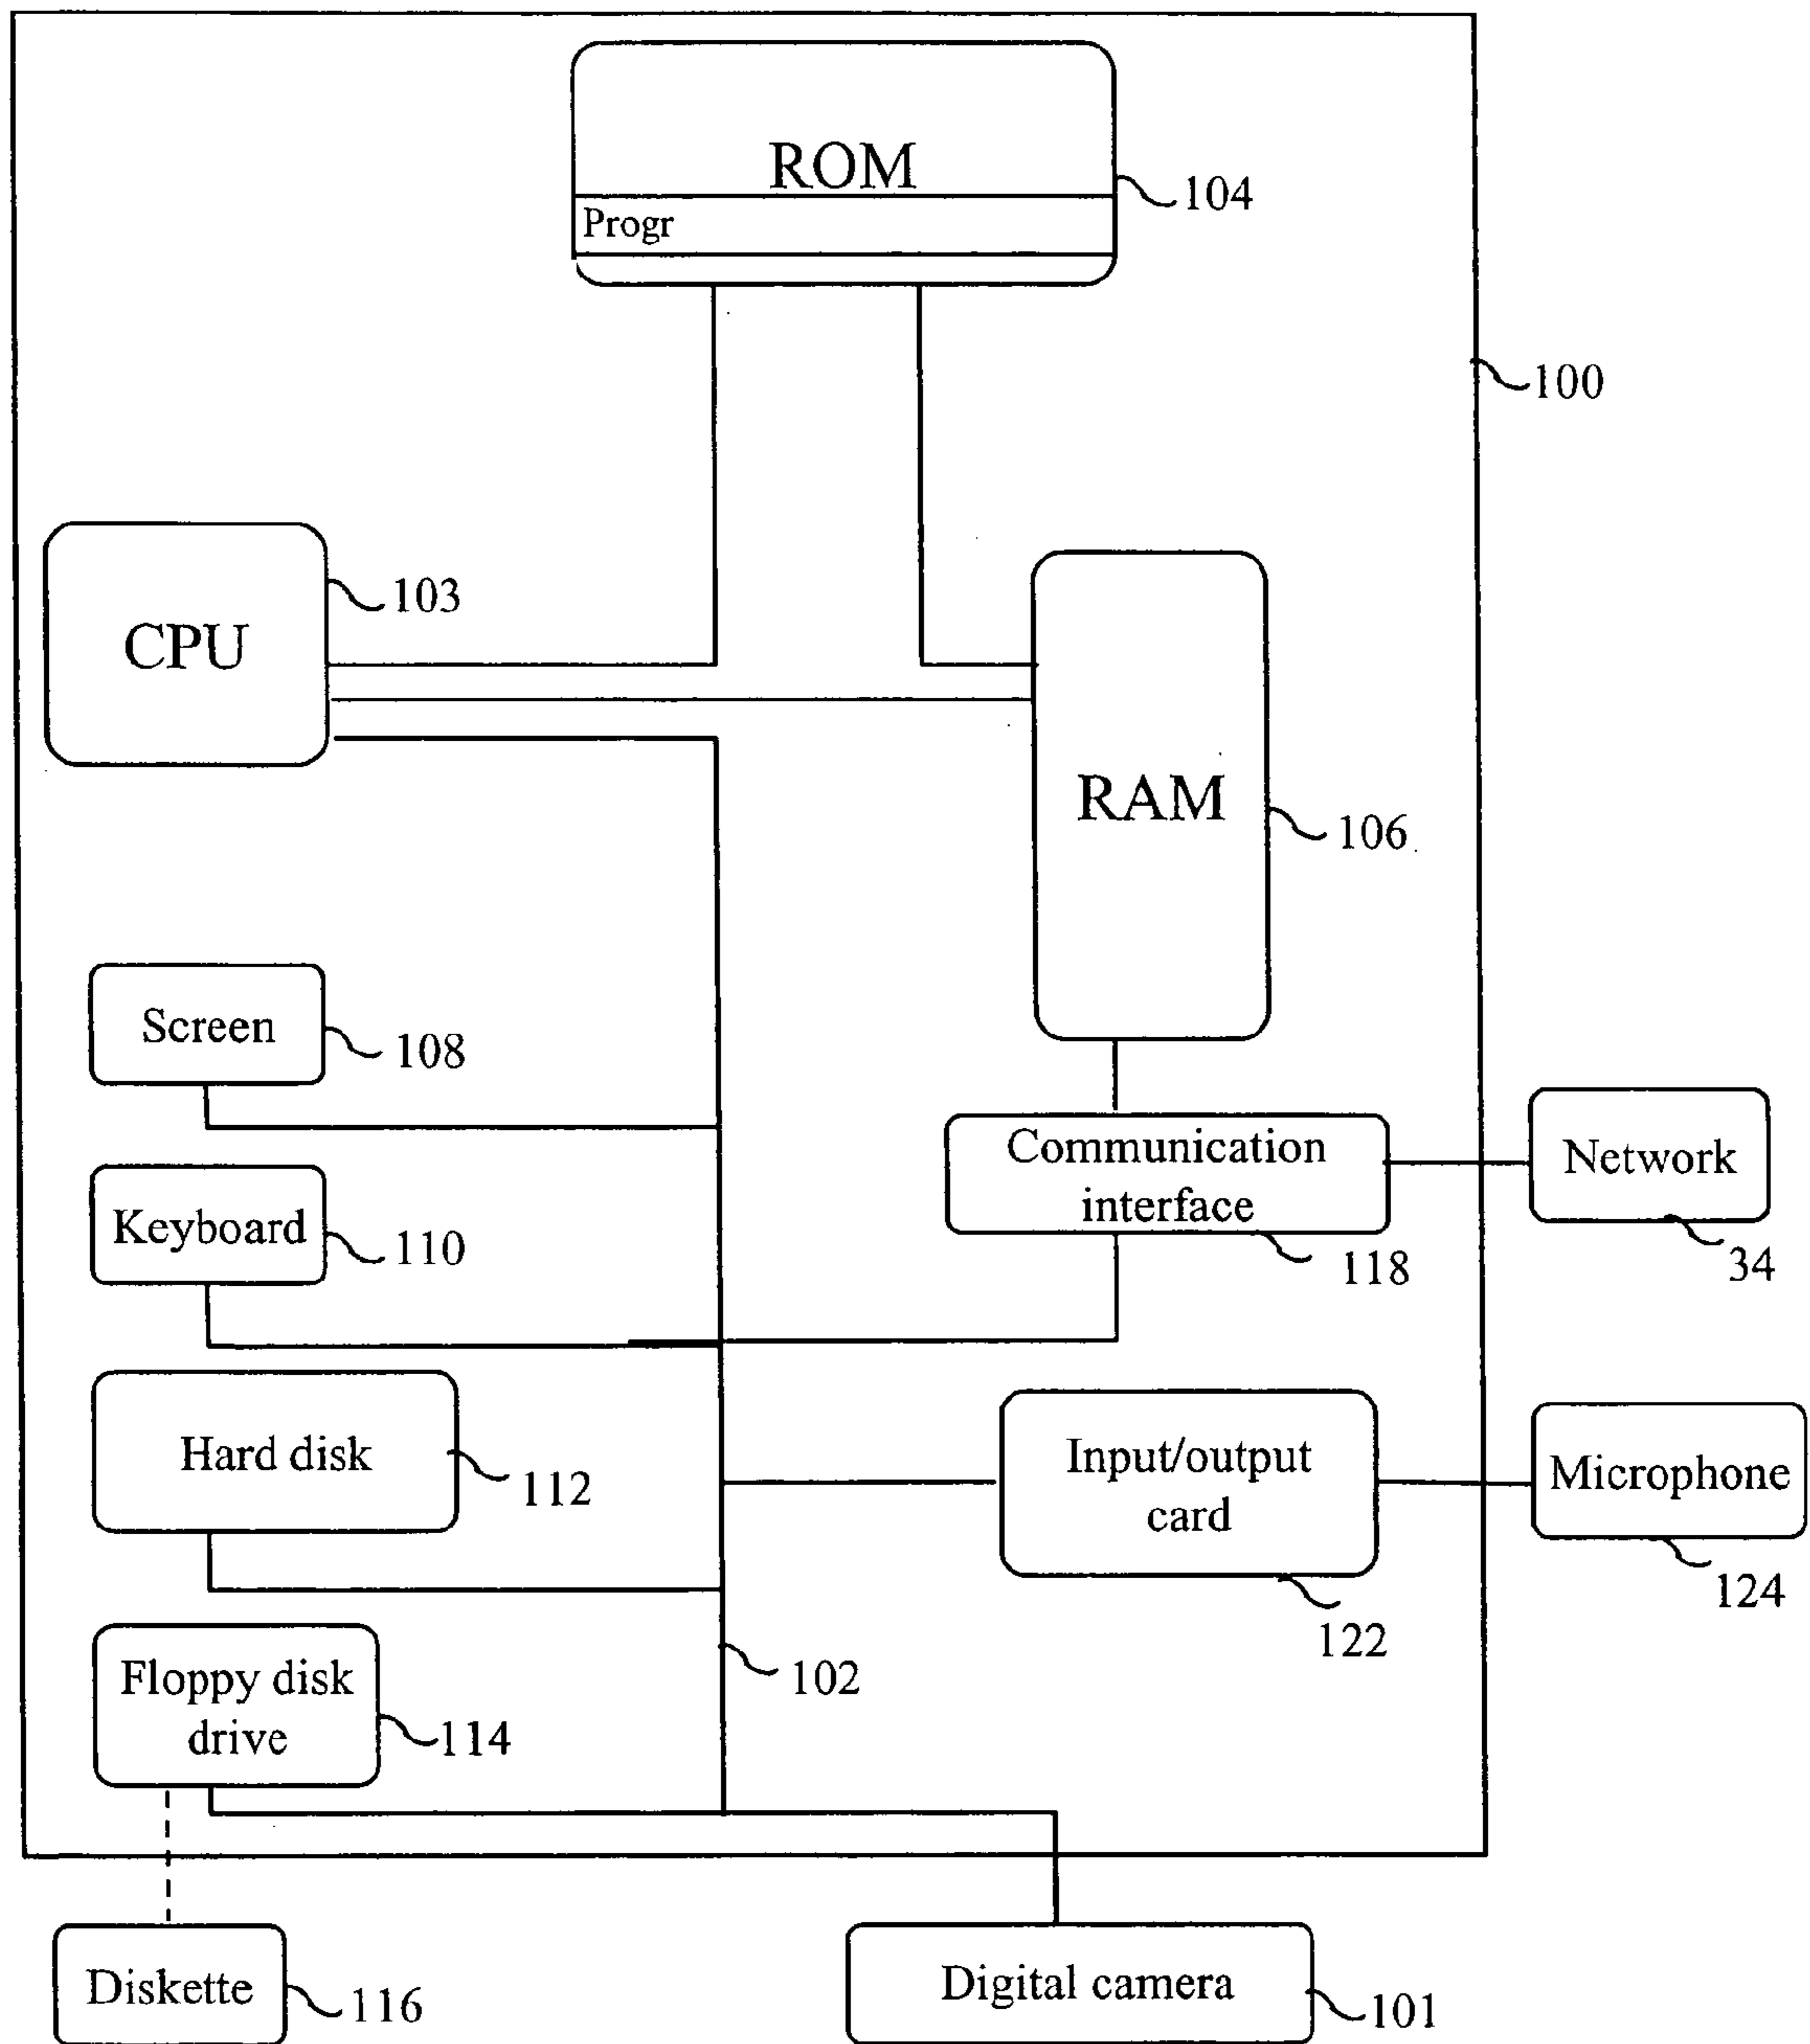 ROM
104
Progr
100
103
CPU
RAM
106
Screen
108
Communication
interface
118
Network
34
Keyboard
110
Hard disk
112
Input/output
card
122
Microphone
124
102
Floppy disk
drive
114
Diskette
116
Digital camera
101